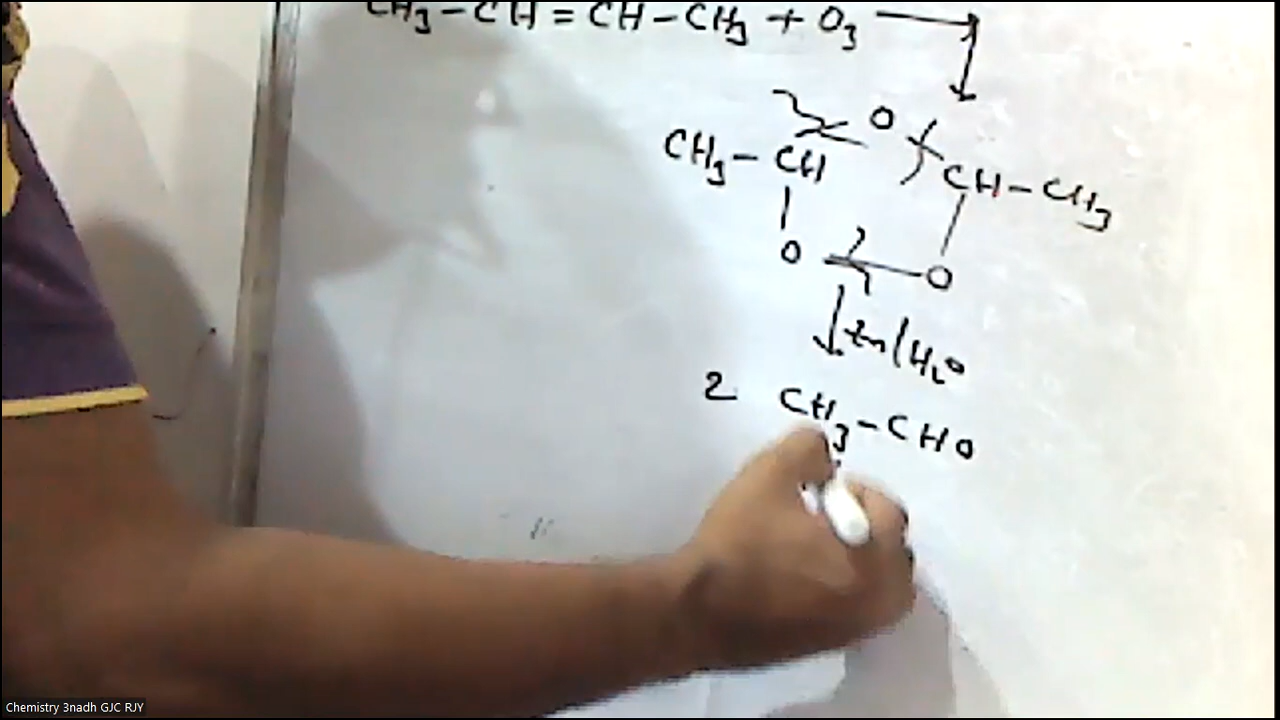 CH3-CH=CH-CH3+O3
O
CH3-CH CH-CH3
O O
Zn/H2O
2 CH3-CHO
Chemistry 3nadh GJC RJY